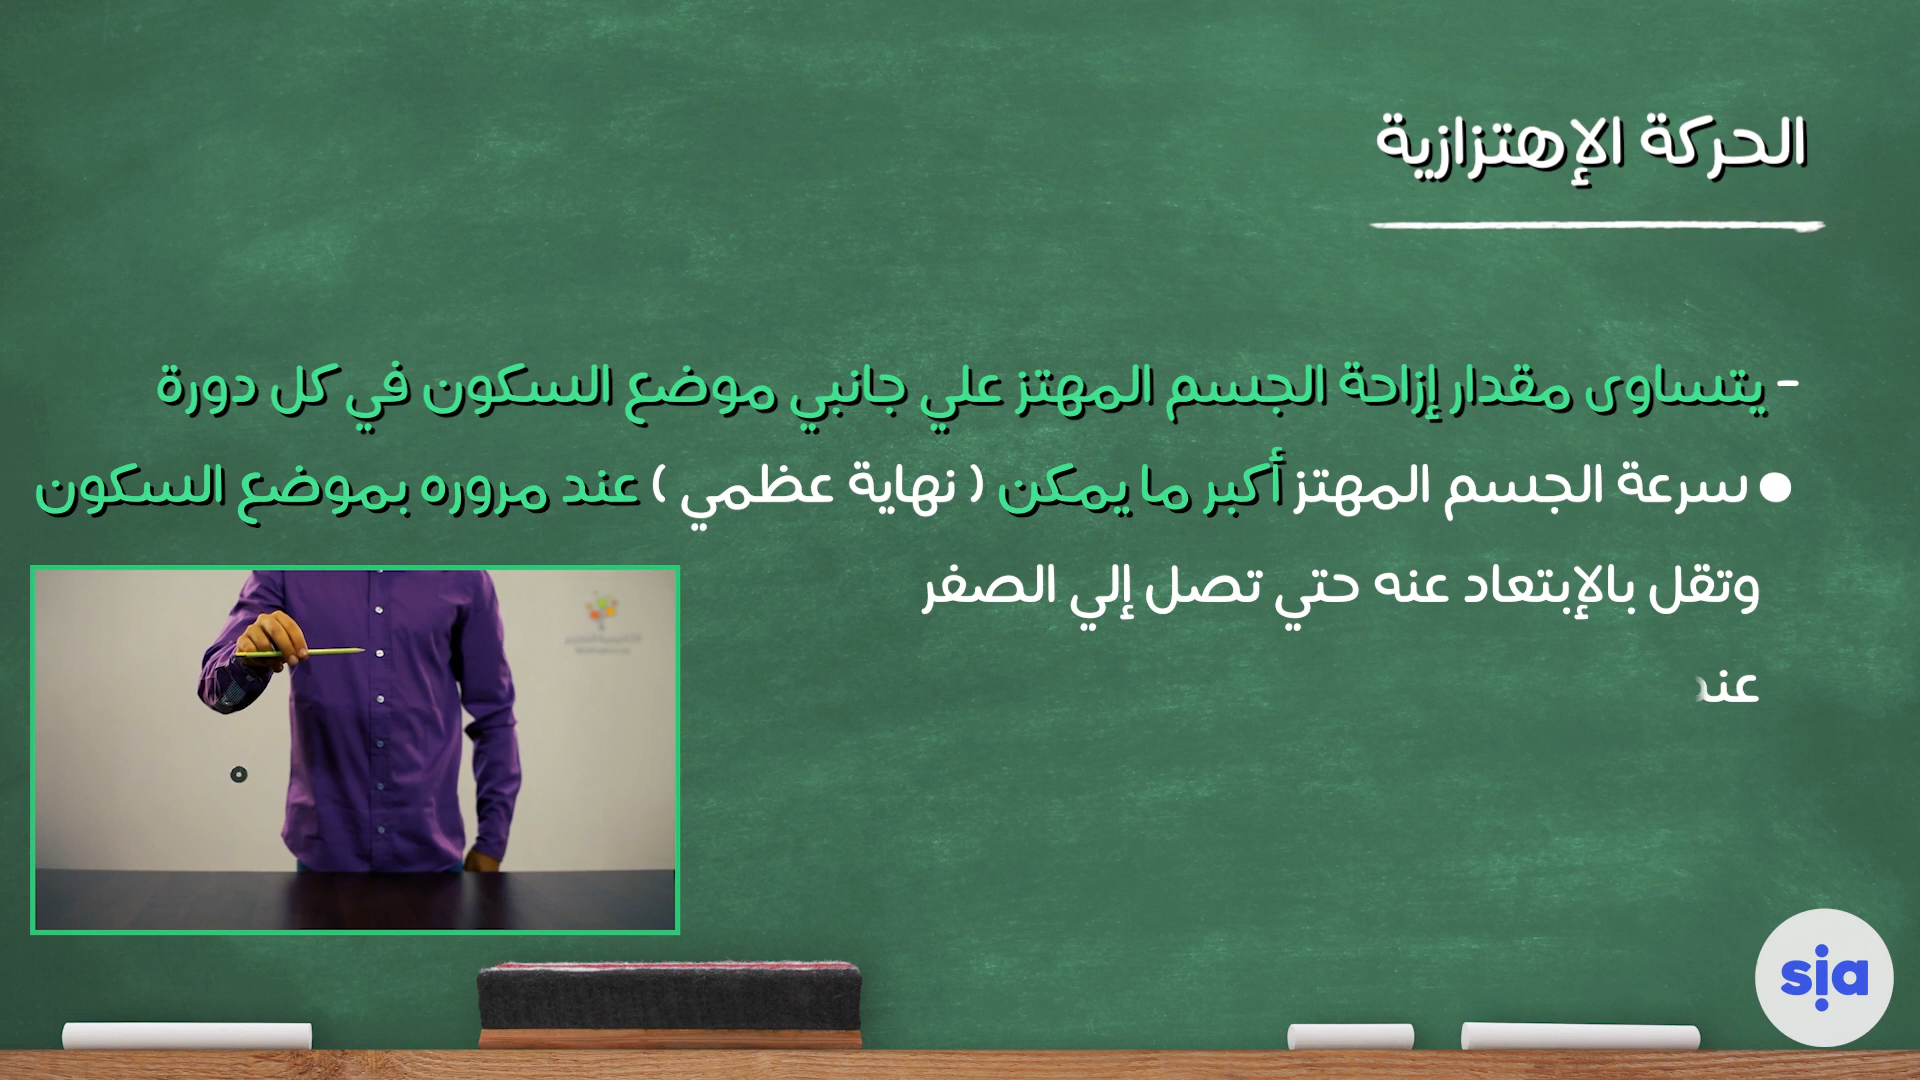 الحركة الإهتزازية
- يتساوى مقدار إزاحة الجسم المهتز علي جانبي موضع السكون في كل دورة
● سرعة الجسم المهتز أكبر ما يمكن ( نهاية عظمي ) عند مروره بموضع السكون
وتقل بالإبتعاد عنه حتي تصل إلي الصفر
عند
sia